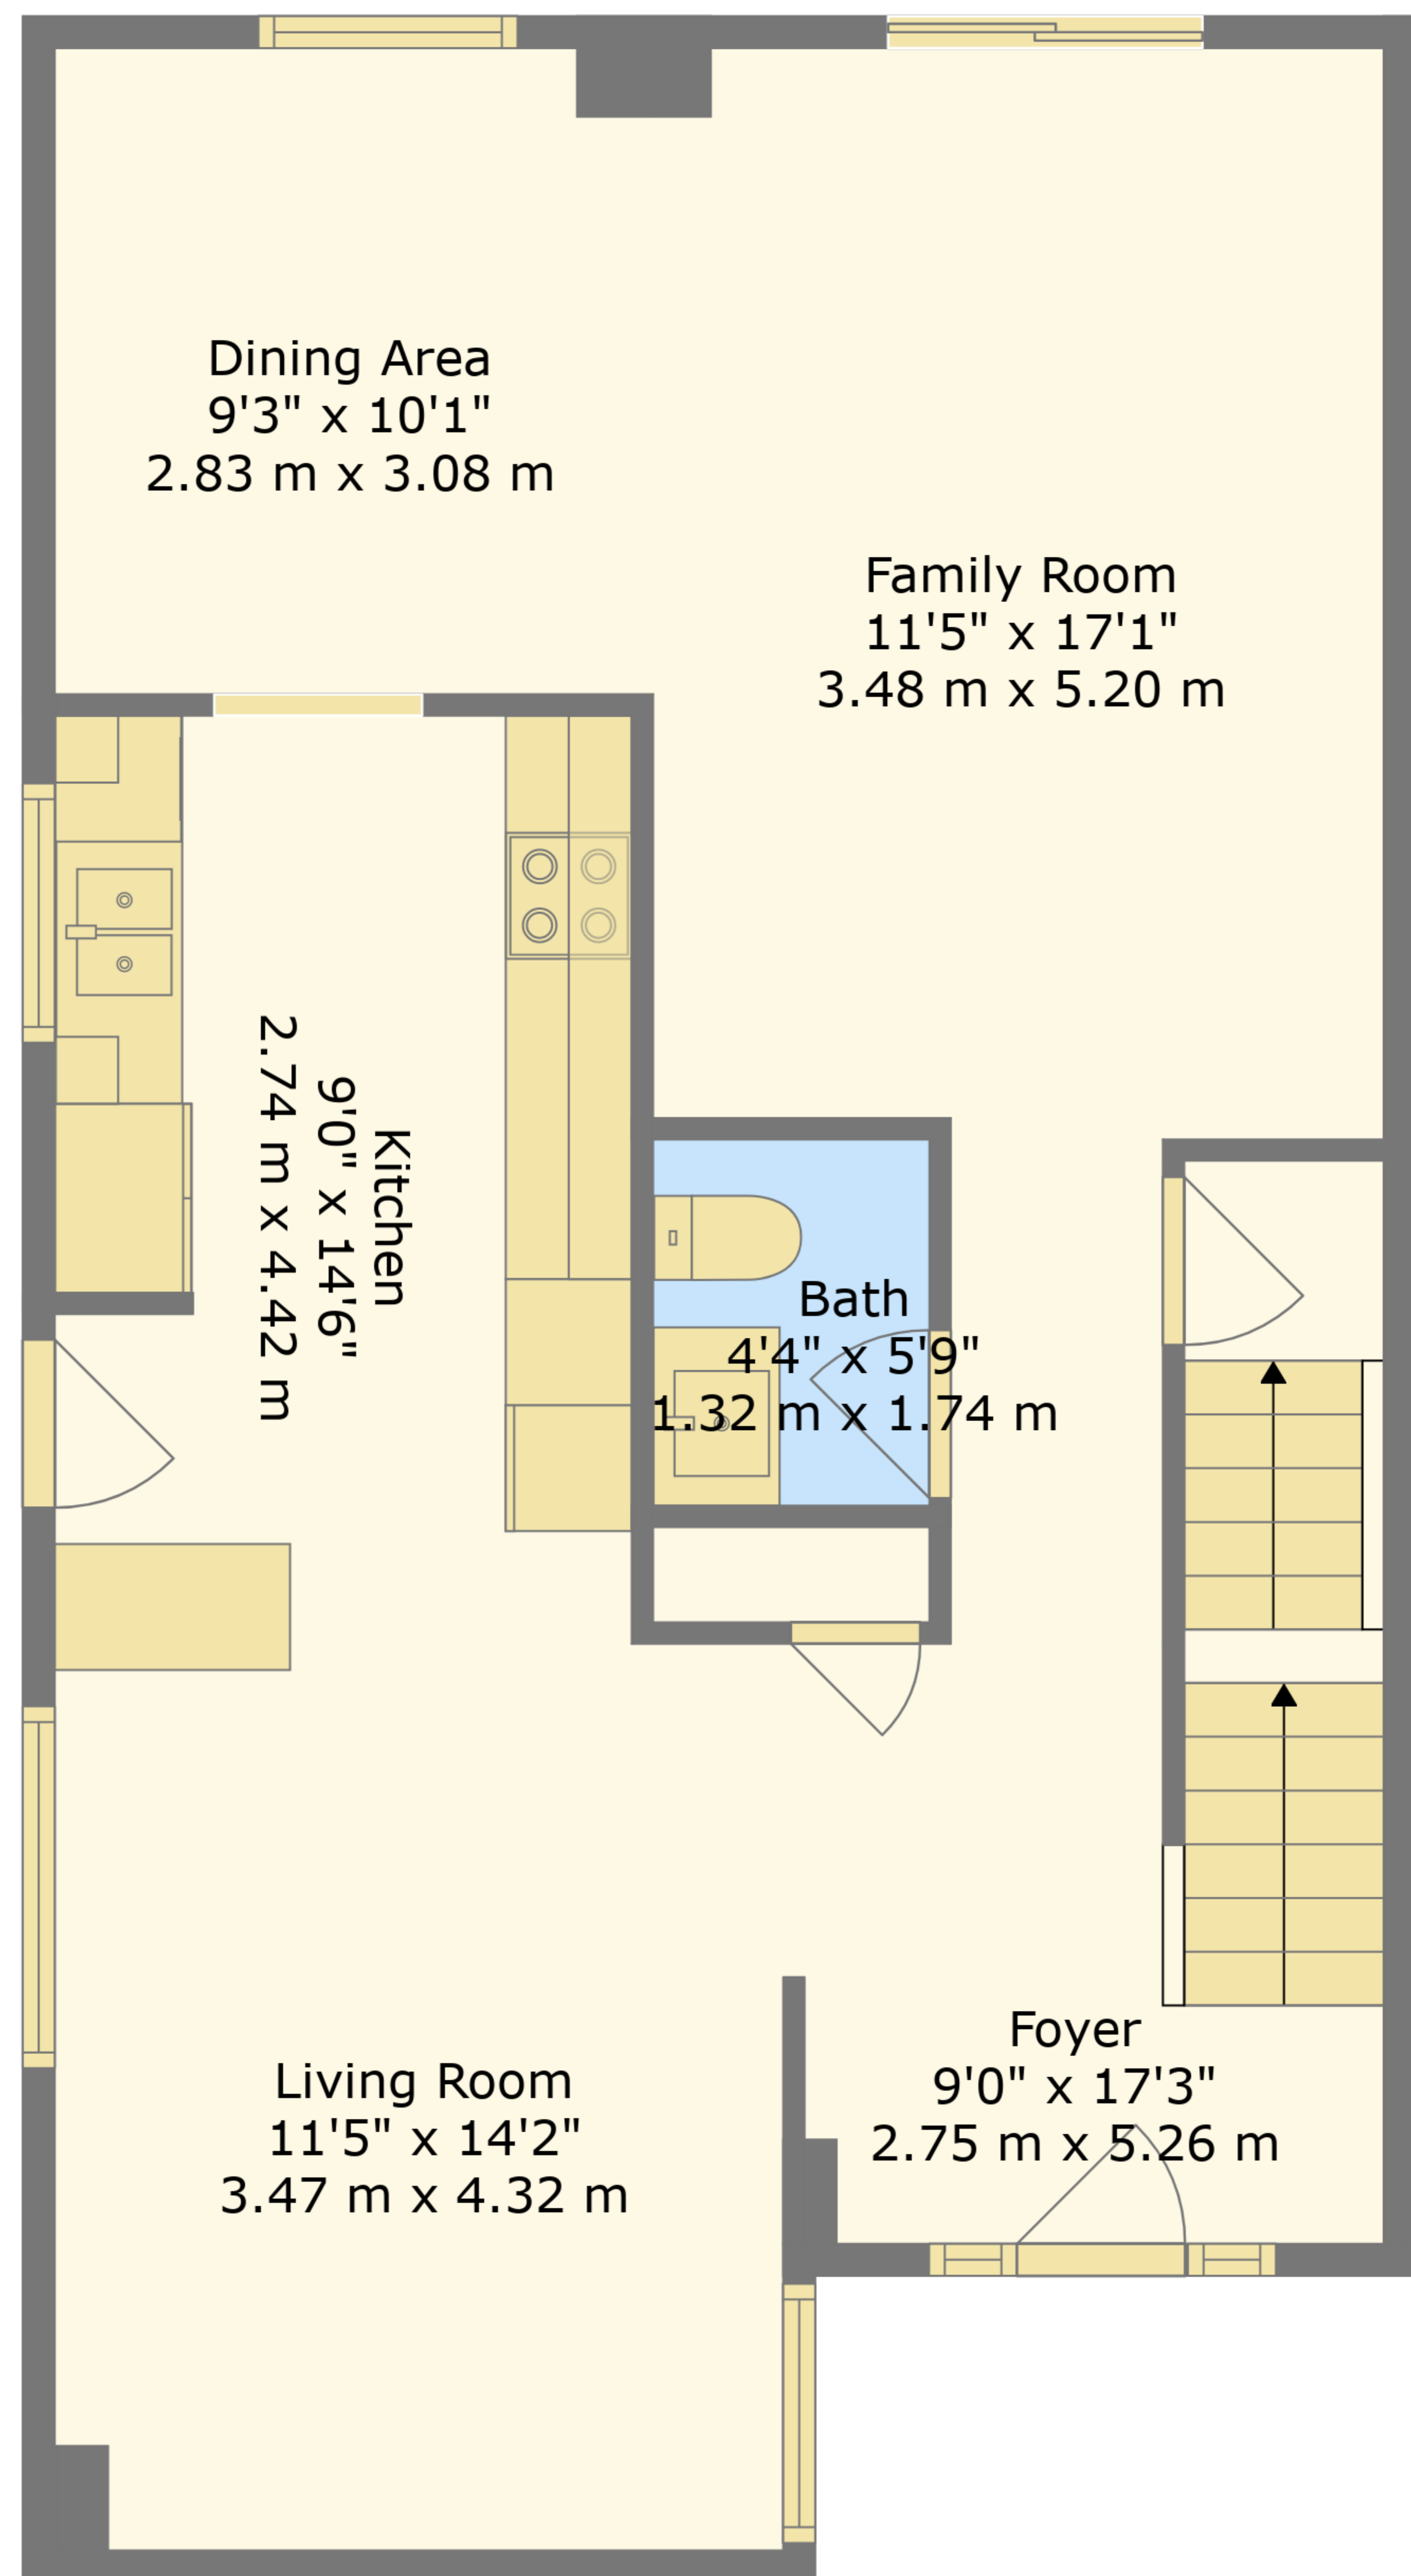 Dining Area
9'3" x 10'1"
2.83 m x 3.08 m
Family Room
11'5" x 17'1"
3.48 m x 5.20 m
Kitchen
9'0" x 14'6"
2.74 m x 4.42 m
Bath
4'4" x 5'9"
1.32 m x 1.74 m
Foyer
9'0" x 17'3"
2.75 m x 5.26 m
Living Room
11'5" x 14'2"
3.47 m x 4.32 m